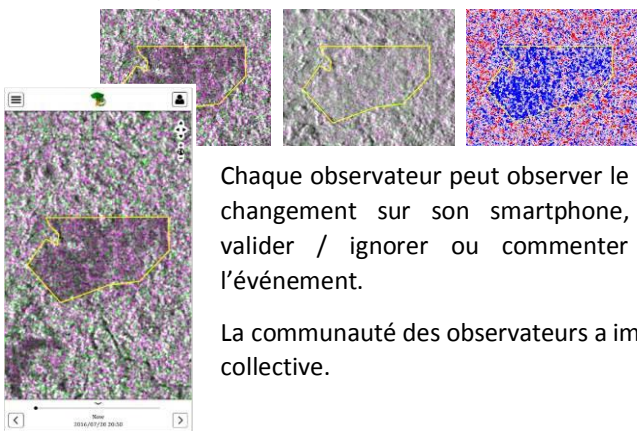 Chaque observateur peut observer le
changement sur son smartphone,
valider / ignorer ou commenter
l’événement.
La communauté des observateurs a im
collective.
New
2016/07/20 20:50